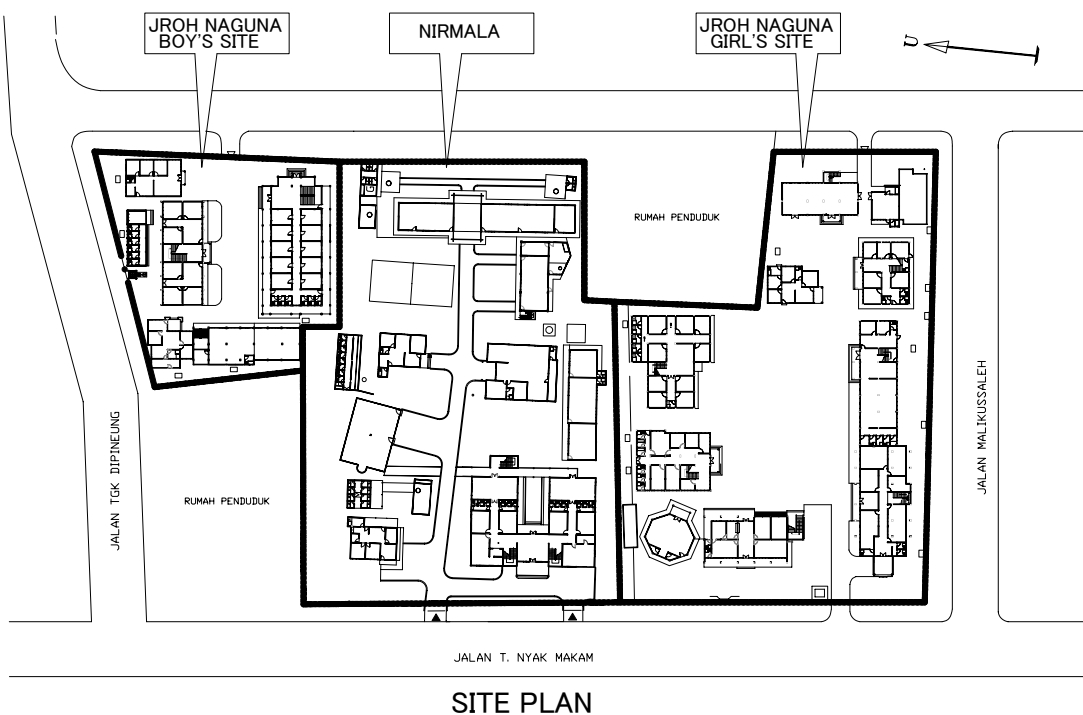 JROH NAGUNA
BOY'S SITE
NIRMALA
JROH NAGUNA
GIRL'S SITE
U
RUMAH PENDUDUK
JALAN TGK DIPINEUNG
RUMAH PENDUDUK
JALAN MALIKUSSALEH
JALAN T. NYAK MAKAM
SITE PLAN